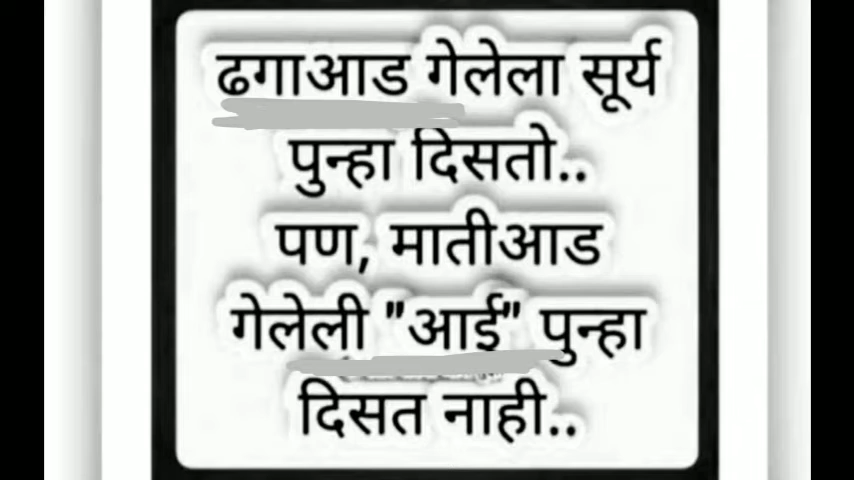 ढगाआड गेलेला सूर्य
पुन्हा दिसतो..
पण, मातीआड
गेलेली "आई" पुन्हा
दिसत नाही..